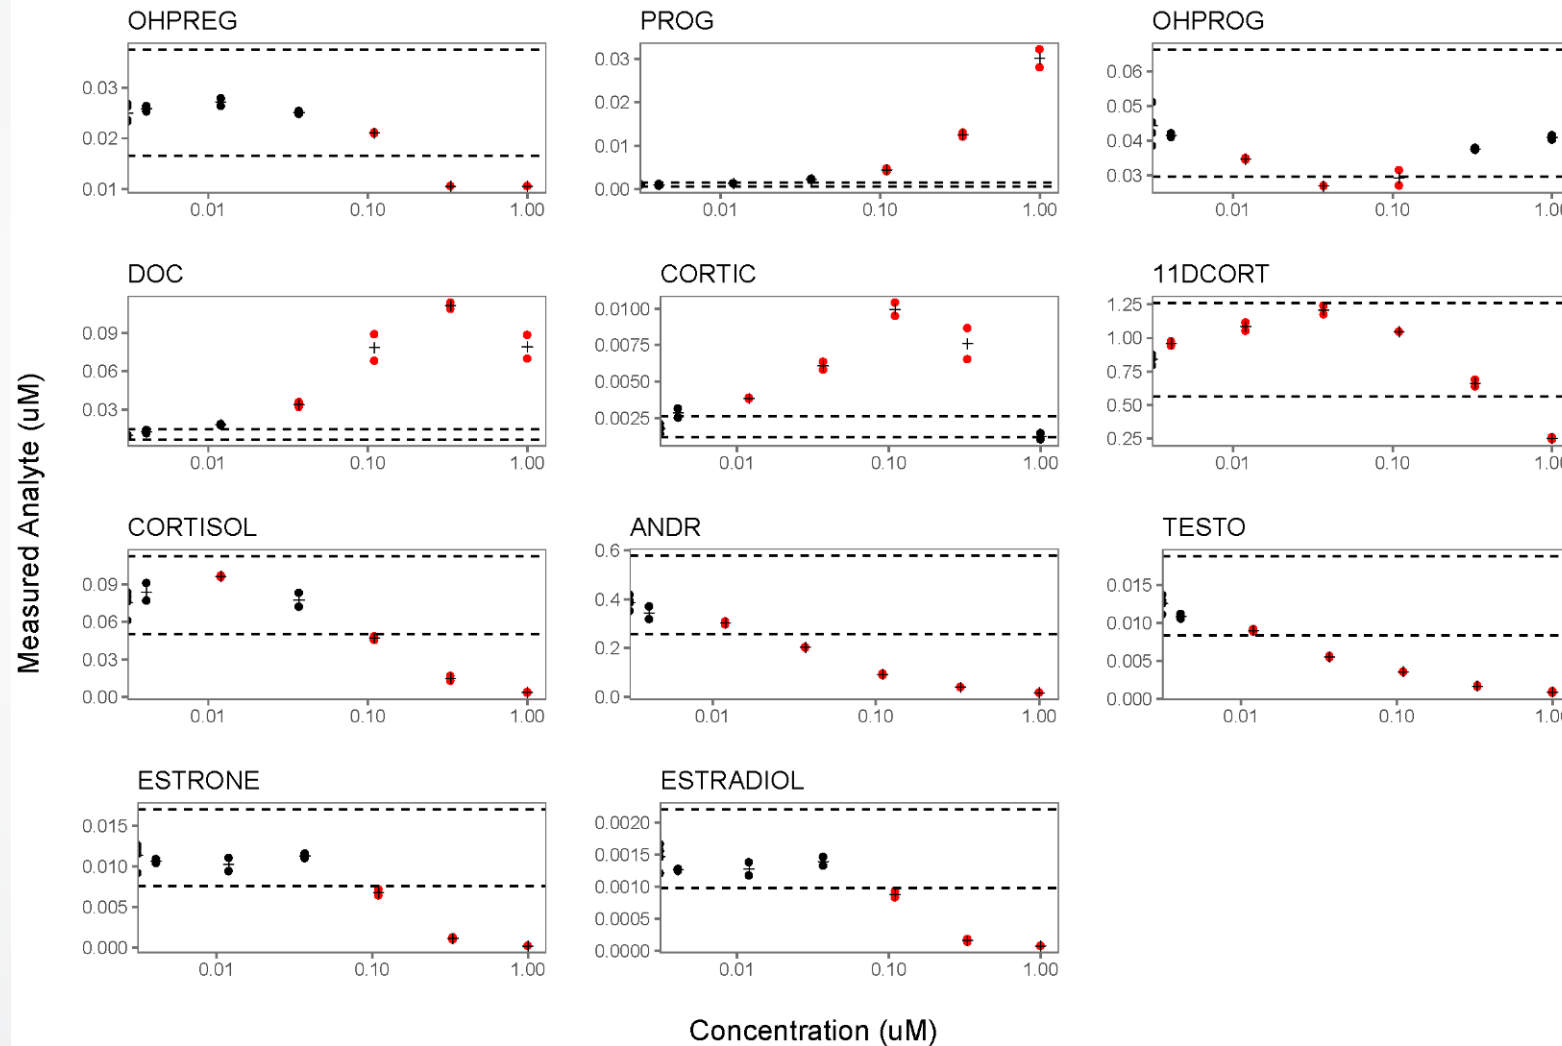 OHPREG PROG OHPROG
0.03 0.02 0.01
0.03 0.02 0.01 0.00
0.06 0.05 0.04 0.03
0.01 0.10 1.00 0.01 0.10 1.00 0.01 0.10
DOC CORTIC 11DCORT
0.09 0.06 0.03
0.0100 0.0075 0.0050 0.0025
1.25 1.00 0.75 0.50 0.25
0.01 0.10 1.00 0.01 0.10 1.00 0.01 0.10
CORTISOL ANDR TESTO
0.09 0.06 0.03 0.00
0.6 0.4 0.2 0.0
0.015 0.010 0.005 0.000
0.01 0.10 1.00 0.01 0.10 1.00 0.01 0.10
ESTRONE ESTRADIOL
0.015 0.010 0.005 0.000
0.0020 0.0015 0.0010 0.0005 0.0000
0.01 0.10 1.00 0.01 0.10 1.00
Measured Analyte (uM)
Concentration (uM)